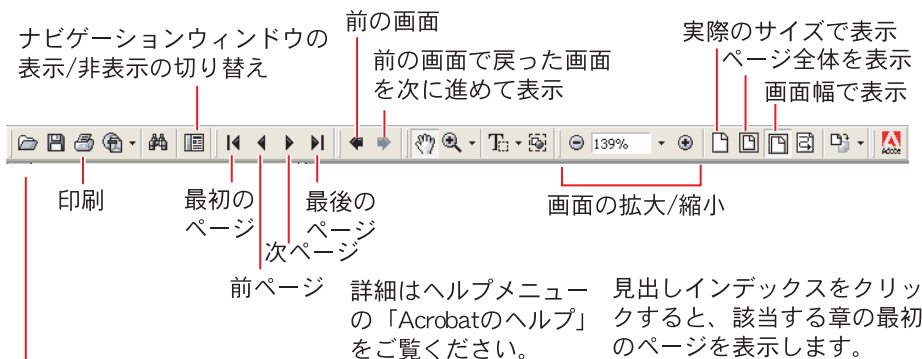 前の画面
ナビゲーションウィンドウの
表示/非表示の切り替え
前の画面で戻った画面
を次に進めて表示
実際のサイズで表示
ページ全体を表示
画面幅で表示
T
139%
Adobe
印刷
最初の
ページ
前ページ
次ページ
最後の
ページ
画面の拡大/縮小
詳細はヘルプメニュー
の「Acrobatのヘルプ」
をご覧ください。
見出しインデックスをクリッ
クすると、該当する章の最初
のページを表示します。